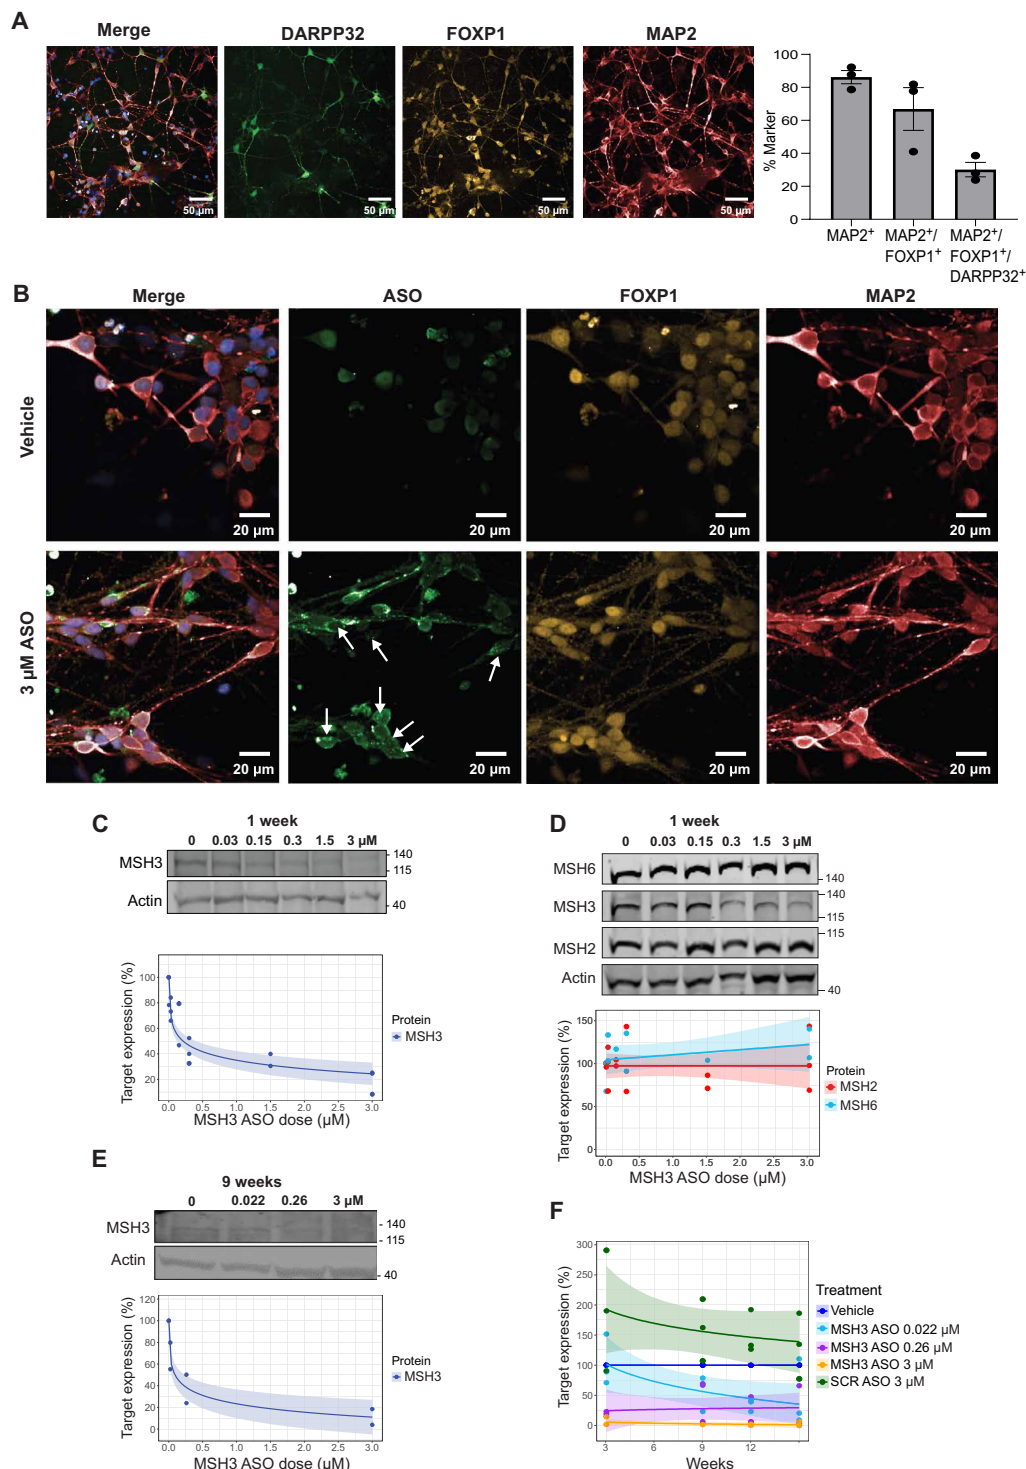 A
Merge DARPP32 FOXP1 MAP2
50 µm 50 µm 50 µm 50 µm
% Marker
100
80
60
40
20
0
MAP2+ MAP2+/ MAP2+/
FOXP1+ FOXP1+/
DARPP32+
B
Merge ASO FOXP1 MAP2
Vehicle
20 µm 20 µm 20 µm 20 µm
3 µM ASO
20 µm 20 µm 20 µm 20 µm
C
1 week
0 0.03 0.15 0.3 1.5 3 µM
MSH3
- 140
- 115
Actin
- 40
Target expression (%)
100
80
60
40
20
0.0 0.5 1.0 1.5 2.0 2.5 3.0
MSH3 ASO dose (µM)
Protein
MSH3
D
1 week
0 0.03 0.15 0.3 1.5 3 µM
MSH6
140
MSH3
140
115
MSH2
115
Actin
40
Target expression (%)
150
100
50
0
0.0 0.5 1.0 1.5 2.0 2.5 3.0
MSH3 ASO dose (µM)
Protein
MSH2
MSH6
E
9 weeks
0 0.022 0.26 3 µM
MSH3
- 140
- 115
Actin
- 40
Target expression (%)
120
100
80
60
40
20
0
0.0 0.5 1.0 1.5 2.0 2.5 3.0
MSH3 ASO dose (µM)
Protein
MSH3
F
Target expression (%)
300
250
200
150
100
50
0
3 6 9 12
Weeks
Treatment
Vehicle
MSH3 ASO 0.022 µM
MSH3 ASO 0.26 µM
MSH3 ASO 3 µM
SCR ASO 3 µM